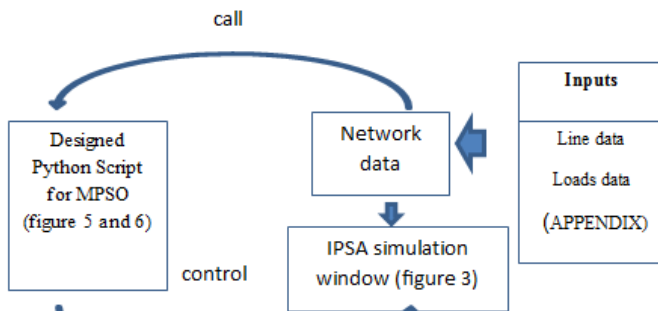 call
Designed
Python Script
for MPSO
(figure 5 and 6)
Network
data
Inputs
Line data
Loads data
(APPENDIX)
IPSA simulation
window (figure 3)
control